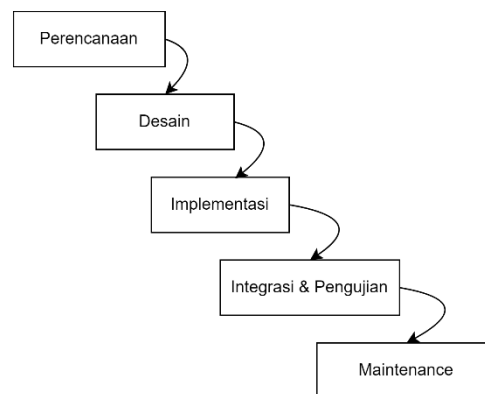 Perencanaan
Desain
Implementasi
Integrasi & Pengujian
Maintenance